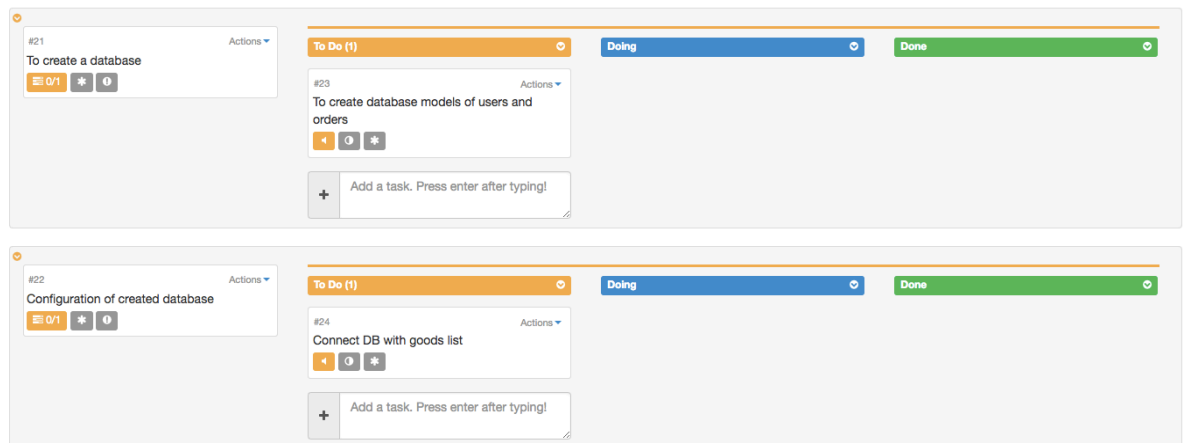 #21 Actions
To create a database
0/1
To Do (1) Doing Done
#23 Actions
To create database models of users and
orders
+ Add a task. Press enter after typing!
#22 Actions
Configuration of created database
0/1
To Do (1) Doing Done
#24 Actions
Connect DB with goods list
+ Add a task. Press enter after typing!